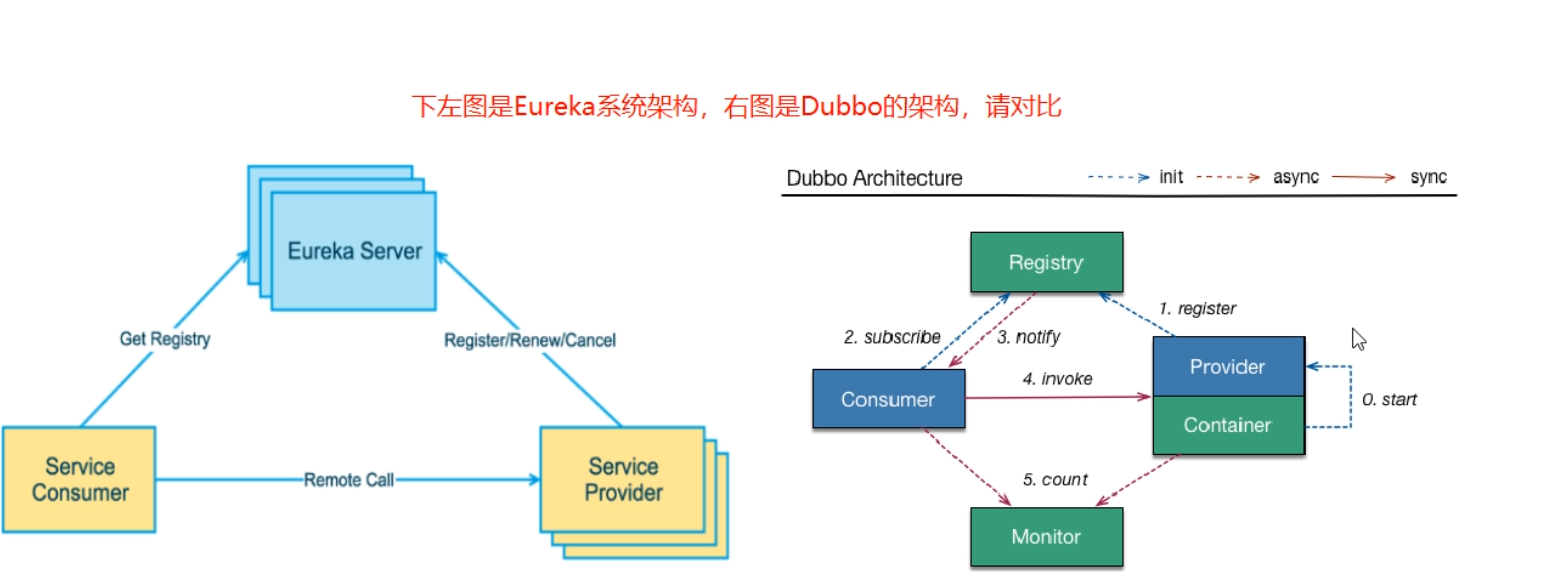 下左图是Eureka系统架构，右图是Dubbo的架构，请对比
Eureka Server
Get Registry
Register/Renew/Cancel
Service
Consumer
Remote Call
Service
Provider
Dubbo Architecture
init
async
sync
Registry
1. register
2. subscribe
3. notify
Provider
4. invoke
Consumer
0. start
Container
5. count
Monitor